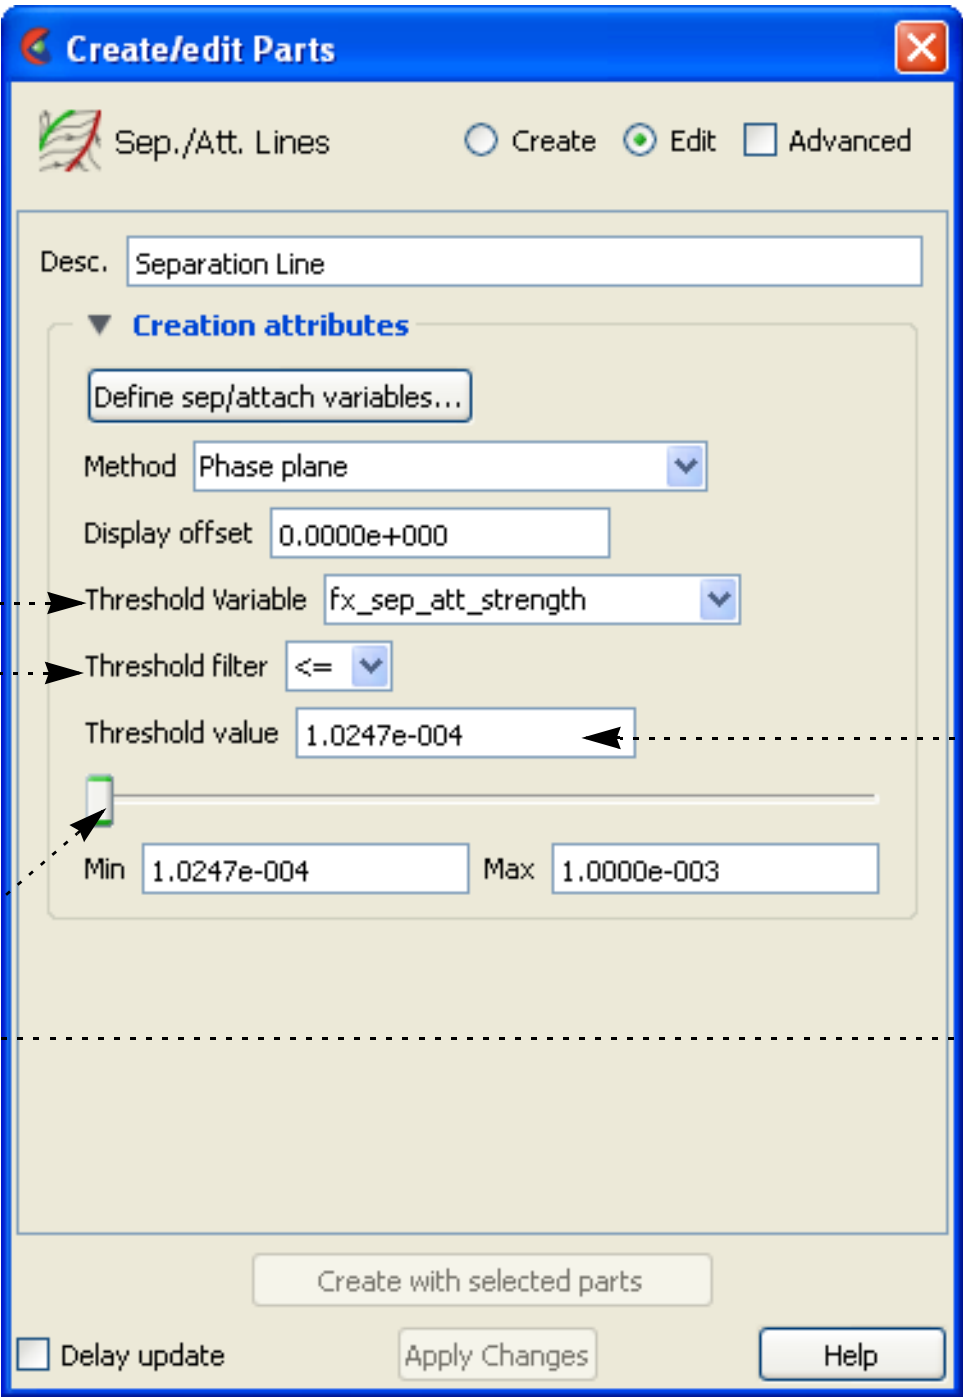 Create/edit Parts
Sep./Att. Lines Create Edit Advanced
Desc. Separation Line
Creation attributes
Define sep/attach variables...
Method Phase plane
Display offset 0.0000e+000
Threshold Variable fx_sep_att_strength
Threshold filter <=
Threshold value 1.0247e-004
Min 1.0247e-004 Max 1.0000e-003
Create with selected parts
Delay update Apply Changes Help